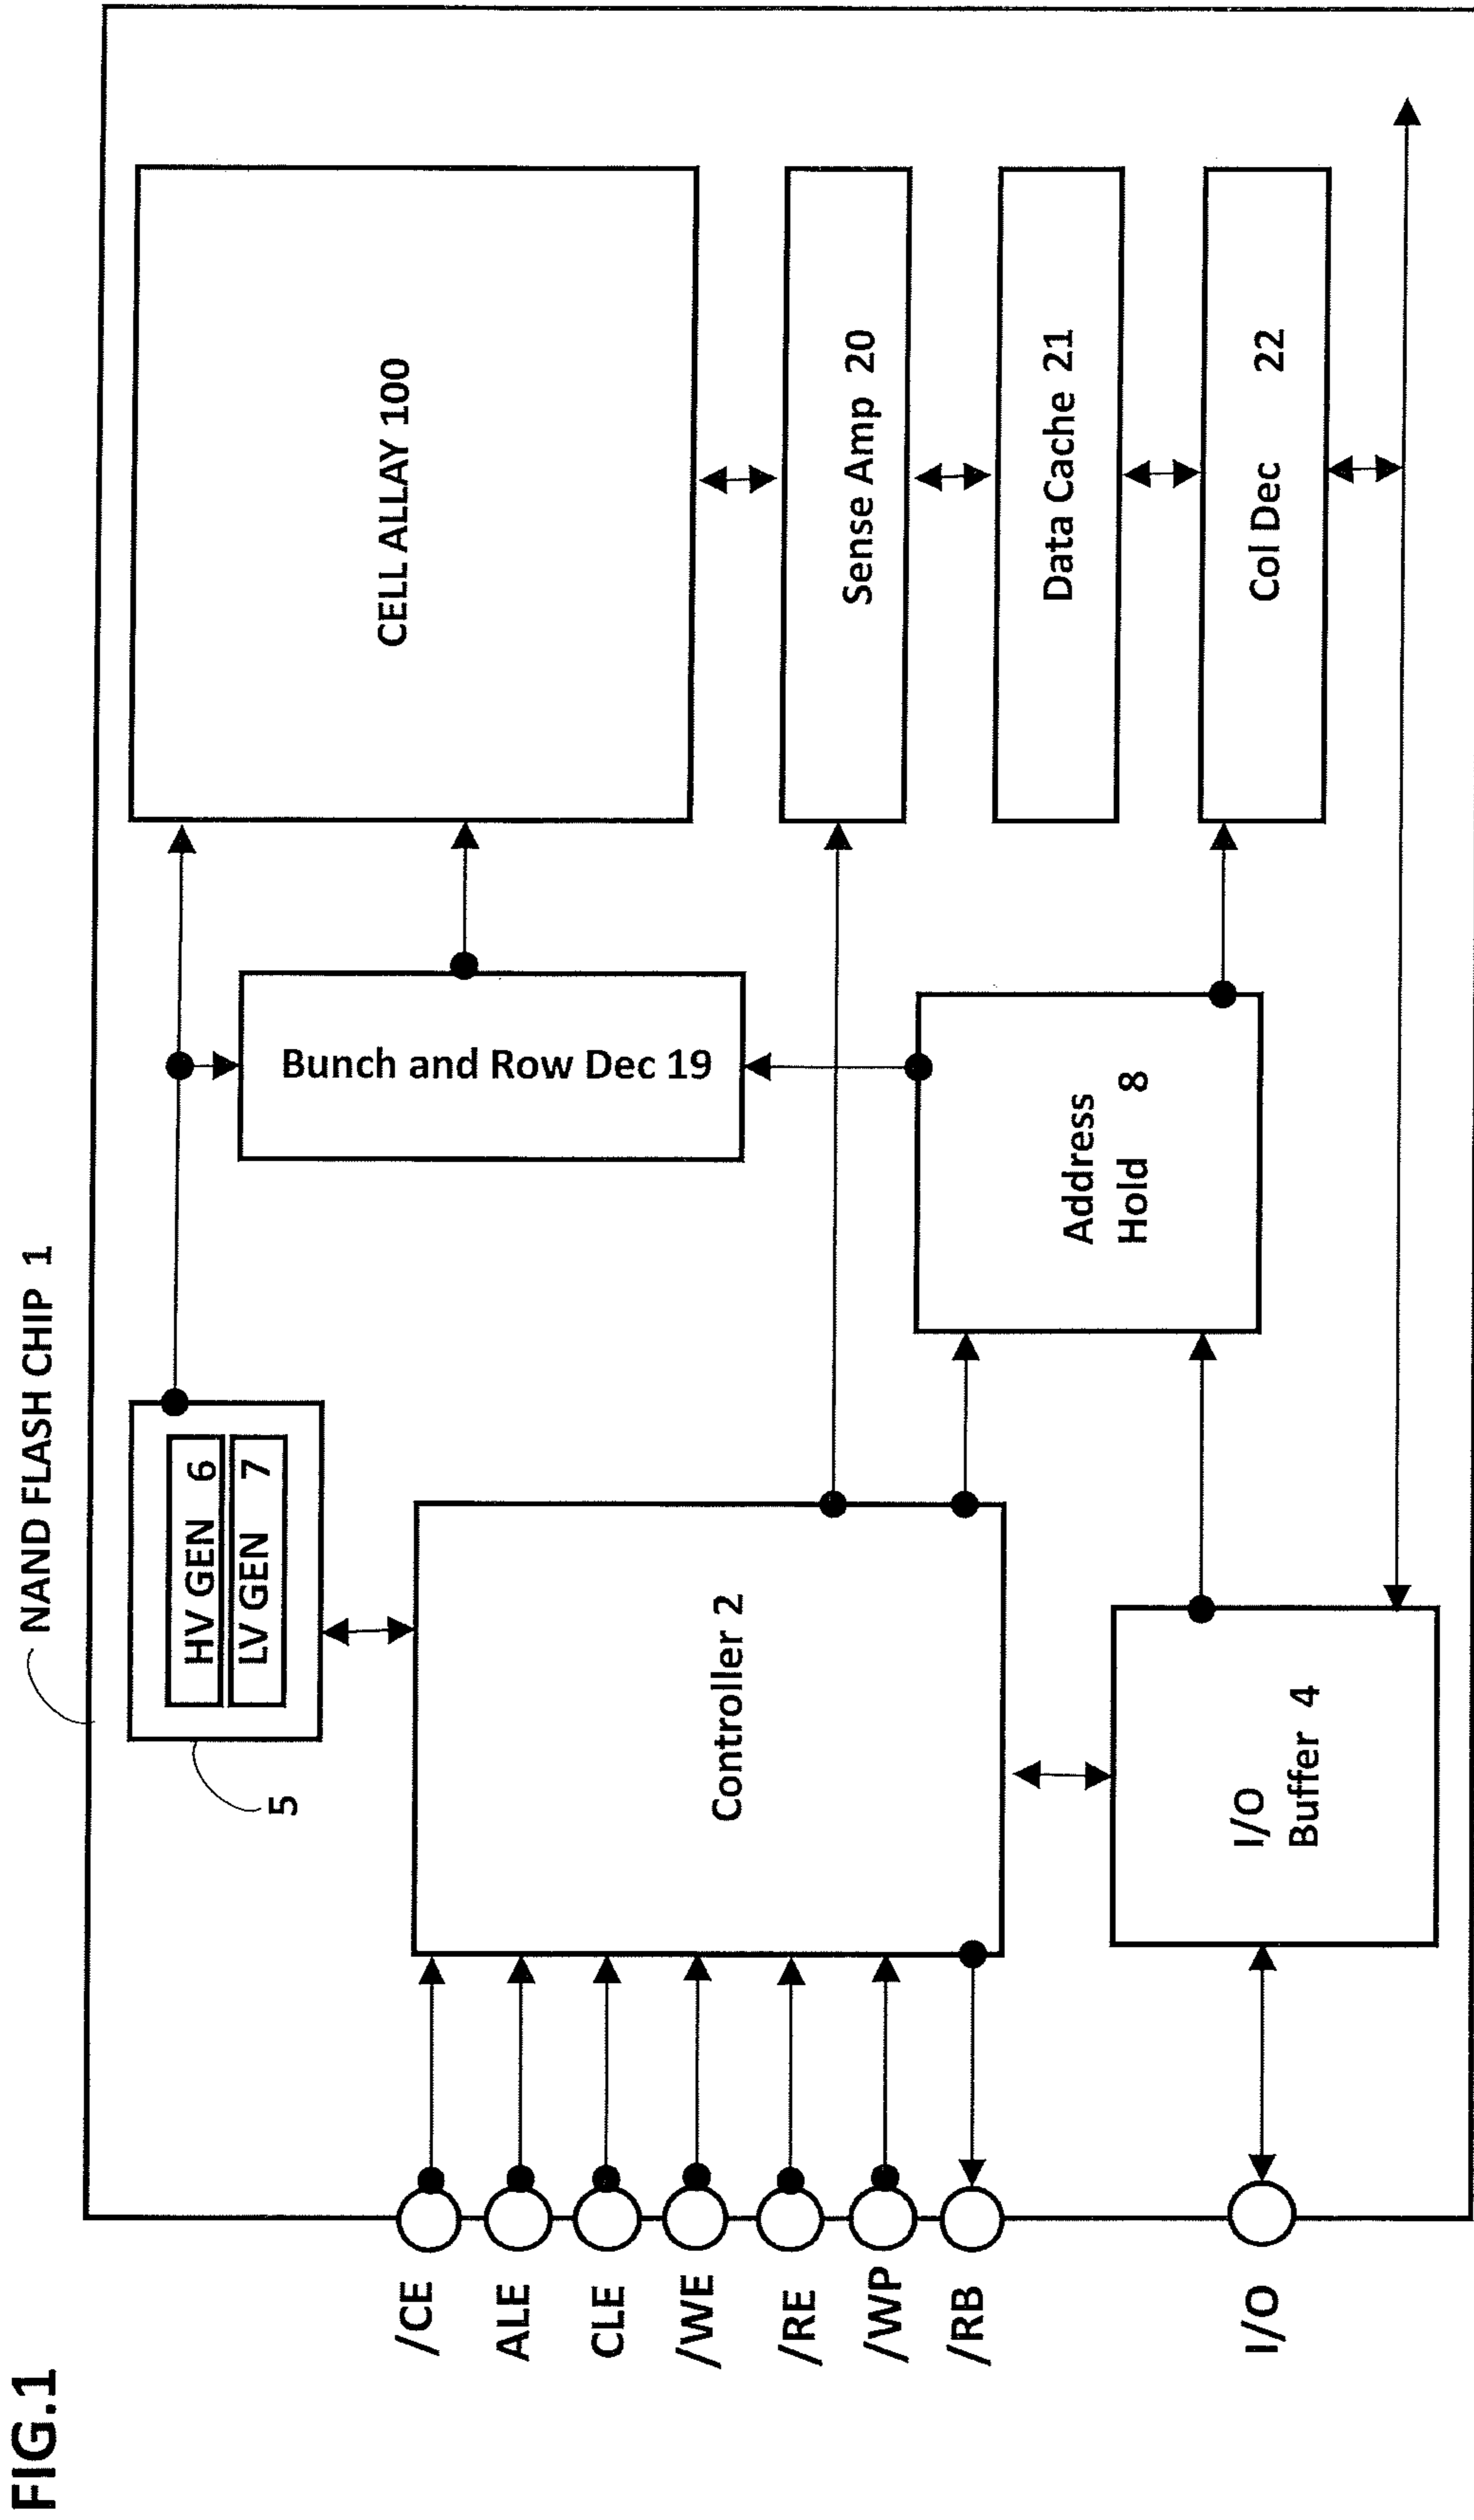 FIG.1
NAND FLASH CHIP 1
/CE
ALE
CLE
/WE
/RE
/WP
/RB
I/O
5
HV GEN 6
LV GEN 7
Controller 2
I/O
Buffer 4
Bunch and Row Dec 19
Address
Hold 8
CELL ALLAY 100
Sense Amp 20
Data Cache 21
Col Dec 22